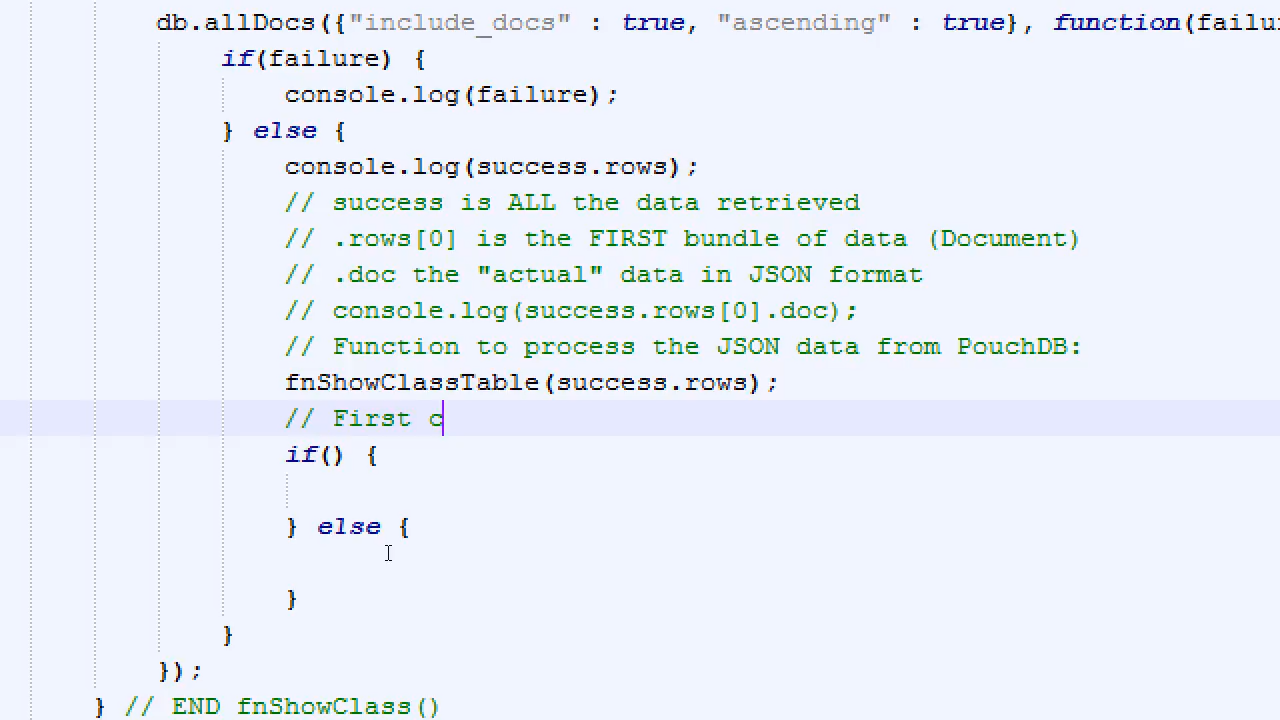 db.allDocs({"include_docs" : true, "ascending" : true}, function(
if(failure) {
console.log(failure);
} else {
console.log(success.rows);
// success is ALL the data retrieved
// .rows[0] is the FIRST bundle of data (Document)
// .doc the "actual" data in JSON format
// console.log(success.rows[0].doc);
// Function to process the JSON data from PouchDB:
fnShowClassTable(success.rows);
// First c
if() {
} else {
}
}
});
} // END fnShowClass()